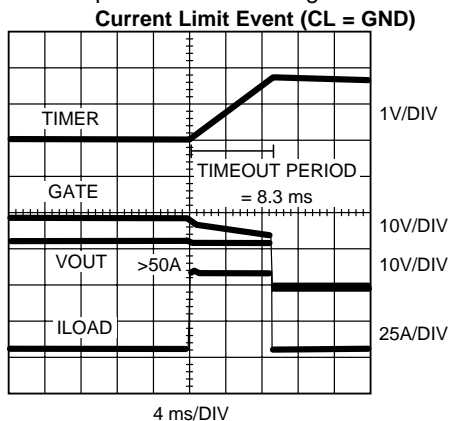 Current Limit Event (CL = GND)
TIMER
1V/DIV
TIMEOUT PERIOD
= 8.3 ms
GATE
10V/DIV
VOUT
>50A
10V/DIV
ILOAD
25A/DIV
4 ms/DIV